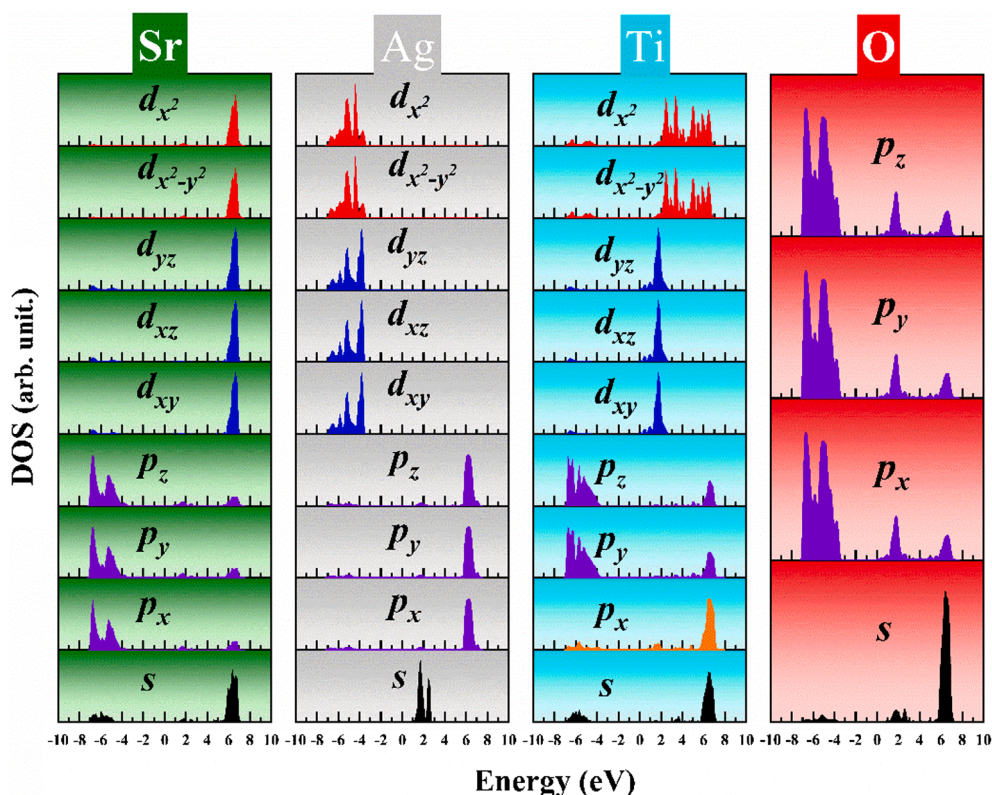 Sr
Ag
Ti
O
DOS (arb. unit.)
d_{x^2}
d_{x^2-y^2}
d_{yz}
d_{xz}
d_{xy}
p_z
p_y
p_x
s
-10 -8 -6 -4 -2 0 2 4 6 8 10
d_{x^2}
d_{x^2-y^2}
d_{yz}
d_{xz}
d_{xy}
p_z
p_y
p_x
s
-10 -8 -6 -4 -2 0 2 4 6 8 10
d_{x^2}
d_{x^2-y^2}
d_{yz}
d_{xz}
d_{xy}
p_z
p_y
p_x
s
-10 -8 -6 -4 -2 0 2 4 6 8 10
p_z
p_y
p_x
s
-10 -8 -6 -4 -2 0 2 4 6 8 10
Energy (eV)